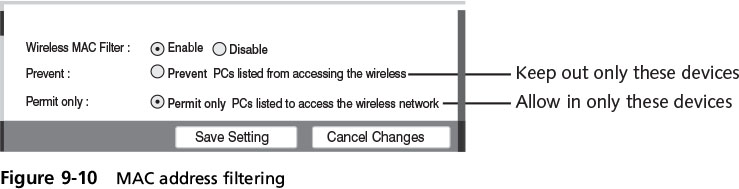 Wireless MAC Filter : Enable Disable
Prevent : Prevent PCs listed from accessing the wireless Keep out only these devices
Permit only : Permit only PCs listed to access the wireless network Allow in only these devices
Save Setting Cancel Changes
Figure 9-10 MAC address filtering